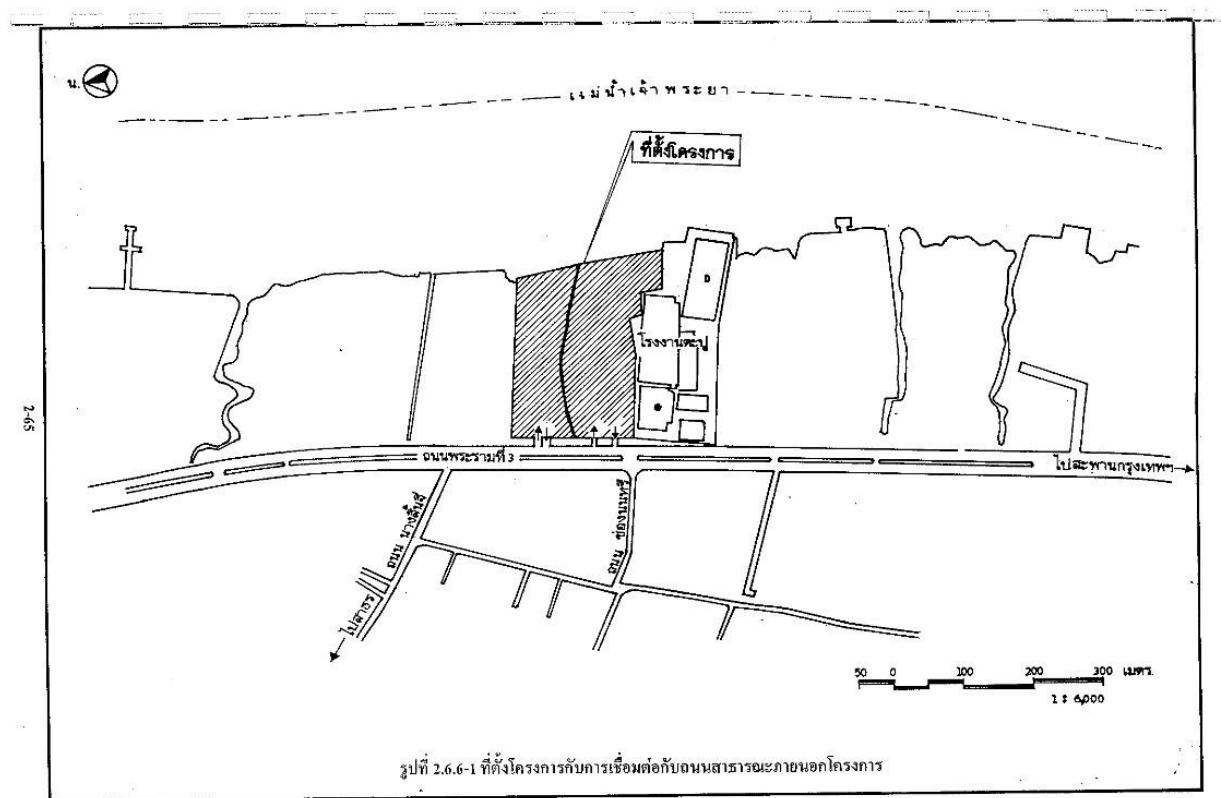 น.
แม่น้ำเจ้าพระยา
ที่ตั้งโครงการ
D
โรงงานตะปู
2-65
ถนนพระรามที่ 3
ไปสะพานกรุงเทพฯ
ถนน นางลิ้นจี่
ถนน ช่องนนทรี
ไปสาธร
50 0 100 200 300 เมตร.
1 : 6,000
รูปที่ 2.6.6-1 ที่ตั้งโครงการกับการเชื่อมต่อกับถนนสาธารณะภายนอกโครงการ